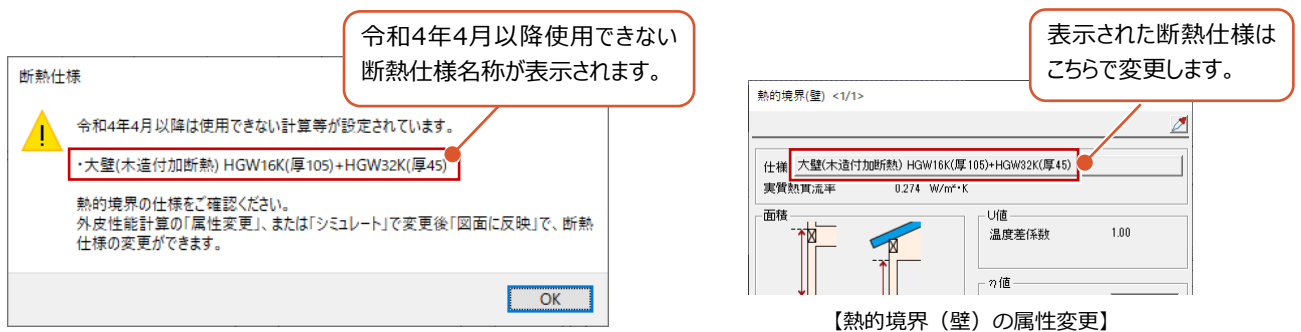 令和4年4月以降使用できない
断熱仕様名称が表示されます。
断熱仕様
令和4年4月以降は使用できない計算等が設定されています。
・大壁(木造付加断熱) HGW16K(厚105)+HGW32K(厚45)
熱的境界の仕様をご確認ください。
外皮性能計算の「属性変更」、または「シミュレート」で変更後「図面に反映」で、断熱
仕様の変更ができます。
OK
表示された断熱仕様は
こちらで変更します。
熱的境界(壁) <1/1>
仕様 大壁(木造付加断熱) HGW16K(厚105)+HGW32K(厚45)
実質熱貫流率 0.274 W/m²・K
面積
U値
温度差係数 1.00
η値
【熱的境界（壁）の属性変更】